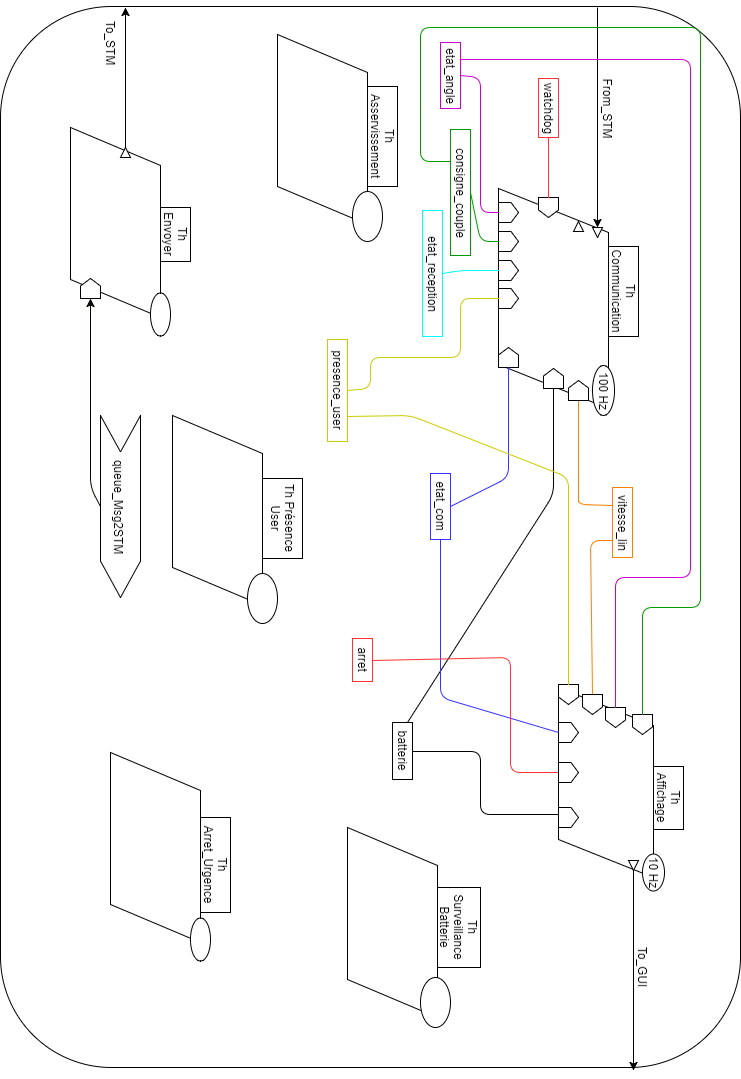 Th
Affichage
10 Hz
To_GUI
From_STM
Th
Communication
100 Hz
vitesse_lin
watchdog
etat_angle
consigne_couple
etat_reception
etat_com
Th
Surveillance
Batterie
batterie
Th
Asservissement
arret
presence_user
Th Présence
User
Th
Arret_Urgence
Th
Envoyer
To_STM
queue_Msg2STM